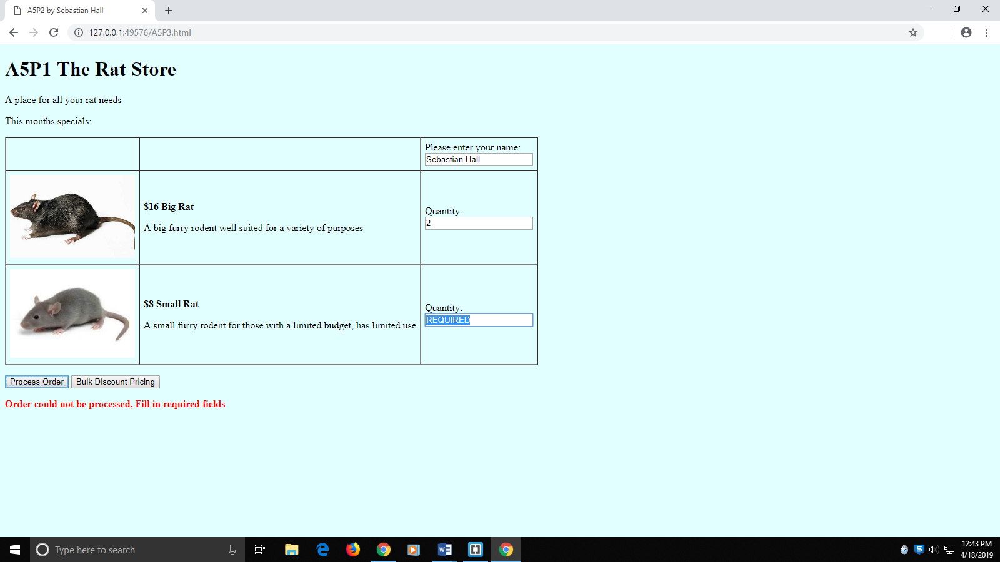 A5P2 by Sebastian Hall
127.0.0.1:49576/A5P3.html
A5P1 The Rat Store
A place for all your rat needs
This months specials:
Please enter your name:
Sebastian Hall
$16 Big Rat
A big furry rodent well suited for a variety of purposes
Quantity:
2
$8 Small Rat
A small furry rodent for those with a limited budget, has limited use
Quantity:
REQUIRED
Process Order
Bulk Discount Pricing
Order could not be processed, Fill in required fields
Type here to search
12:43 PM
4/18/2019